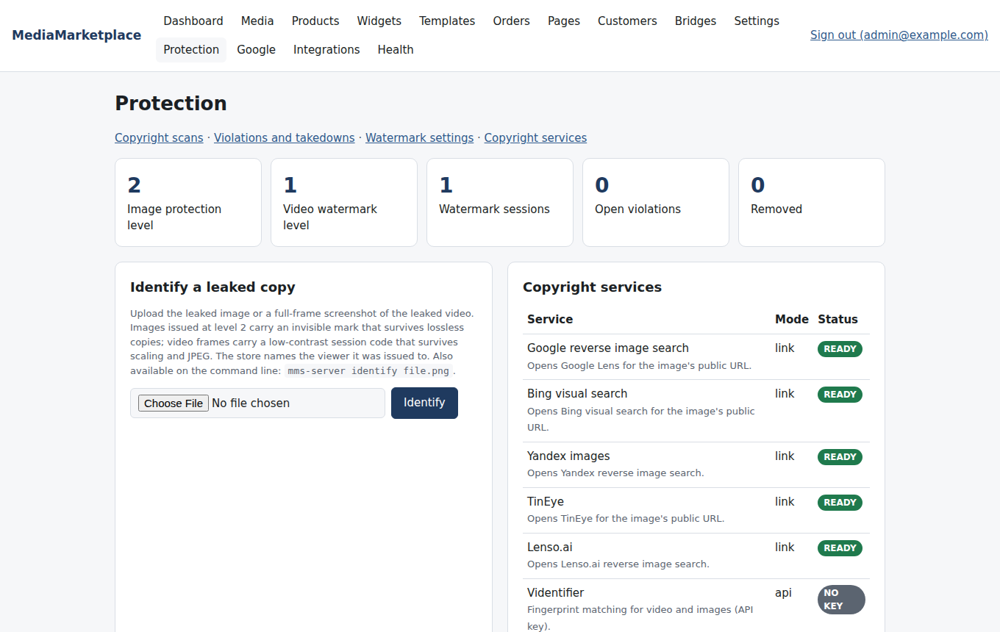 MediaMarketplace
Dashboard Media Products Widgets Templates Orders Pages Customers Bridges Settings
Protection Google Integrations Health
Sign out (admin@example.com)
Protection
Copyright scans · Violations and takedowns · Watermark settings · Copyright services
2
Image protection
level
1
Video watermark
level
1
Watermark sessions
0
Open violations
0
Removed
Identify a leaked copy
Upload the leaked image or a full-frame screenshot of the leaked video.
Images issued at level 2 carry an invisible mark that survives lossless
copies; video frames carry a low-contrast session code that survives
scaling and JPEG. The store names the viewer it was issued to. Also
available on the command line: mms-server identify file.png .
Choose File No file chosen
Identify
Copyright services
Service Mode Status
Google reverse image search link READY
Opens Google Lens for the image's public URL.
Bing visual search link READY
Opens Bing visual search for the image's public
URL.
Yandex images link READY
Opens Yandex reverse image search.
TinEye link READY
Opens TinEye for the image's public URL.
Lenso.ai link READY
Opens Lenso.ai reverse image search.
Videntifier api NO
KEY
Fingerprint matching for video and images (API
key).